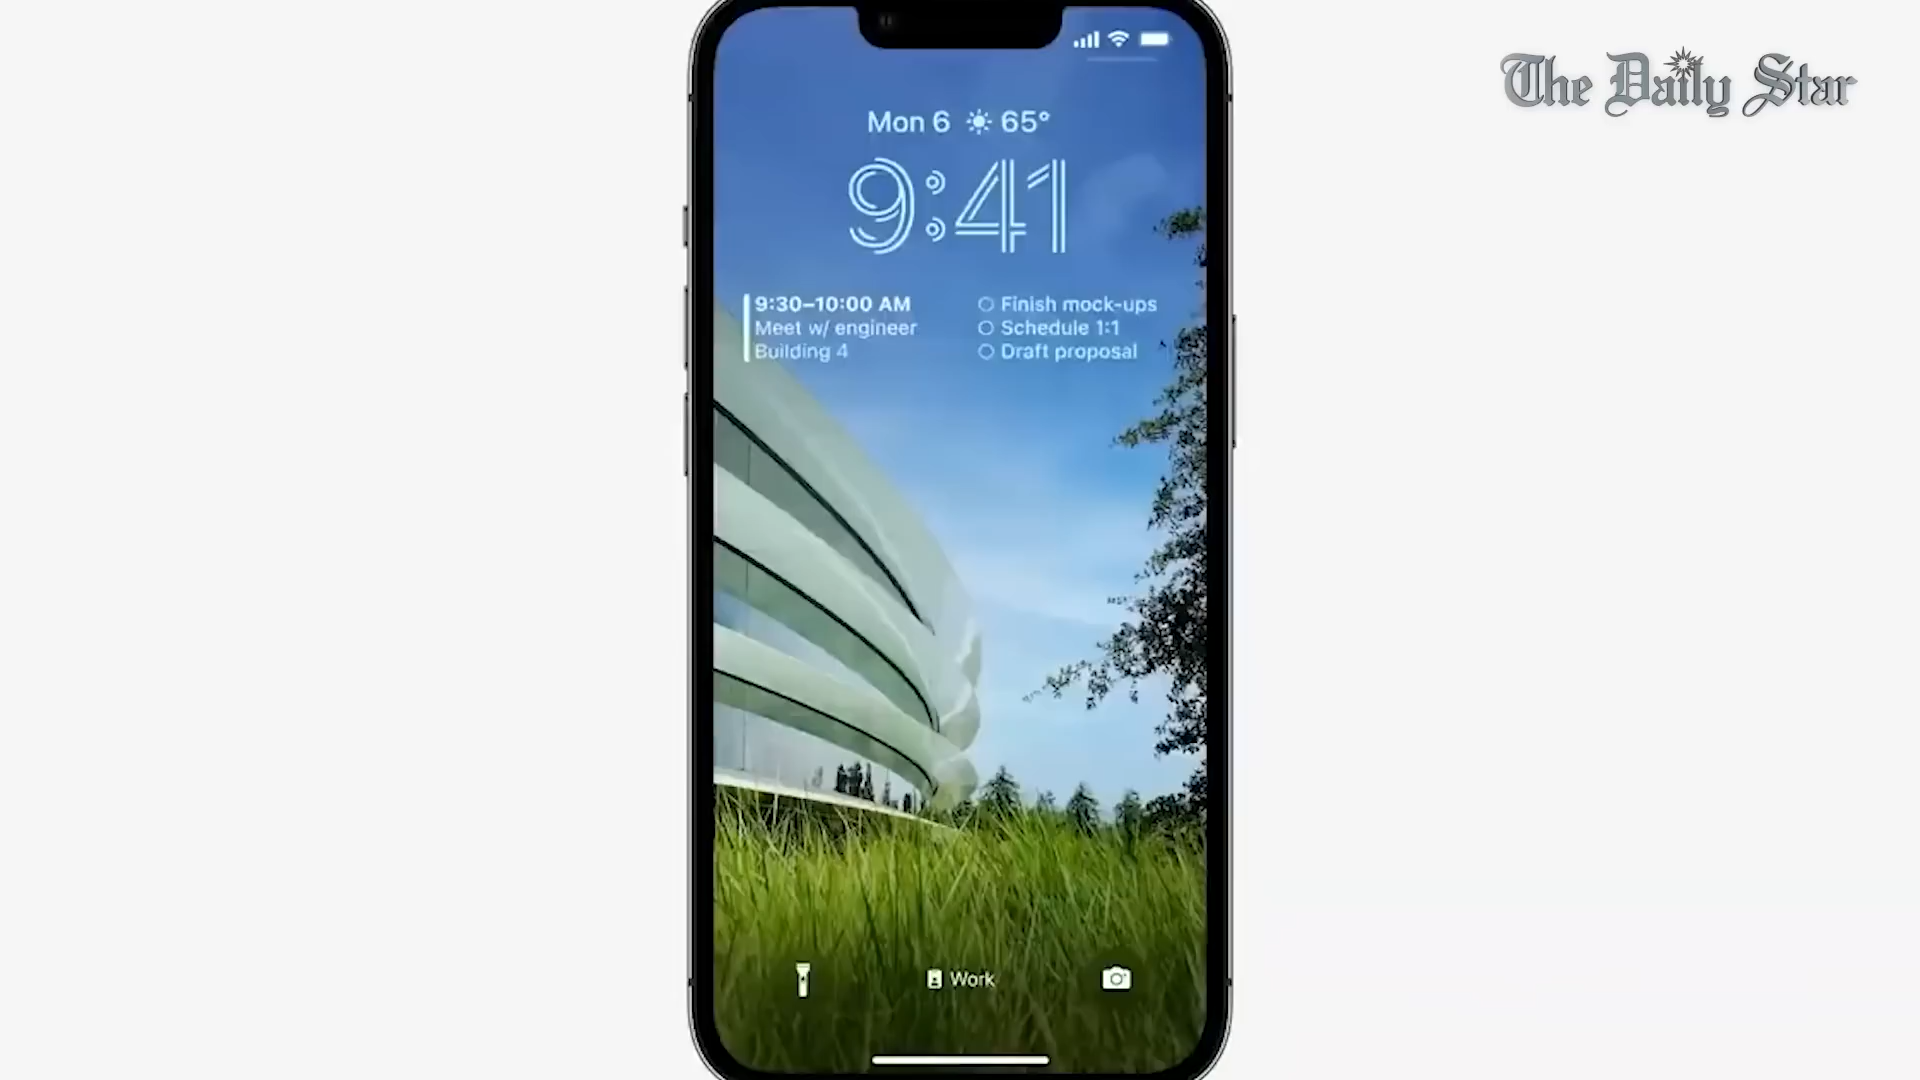 The Daily Star
Mon 6 65°
9:41
9:30–10:00 AM
Meet w/ engineer
Building 4
Finish mock-ups
Schedule 1:1
Draft proposal
Work